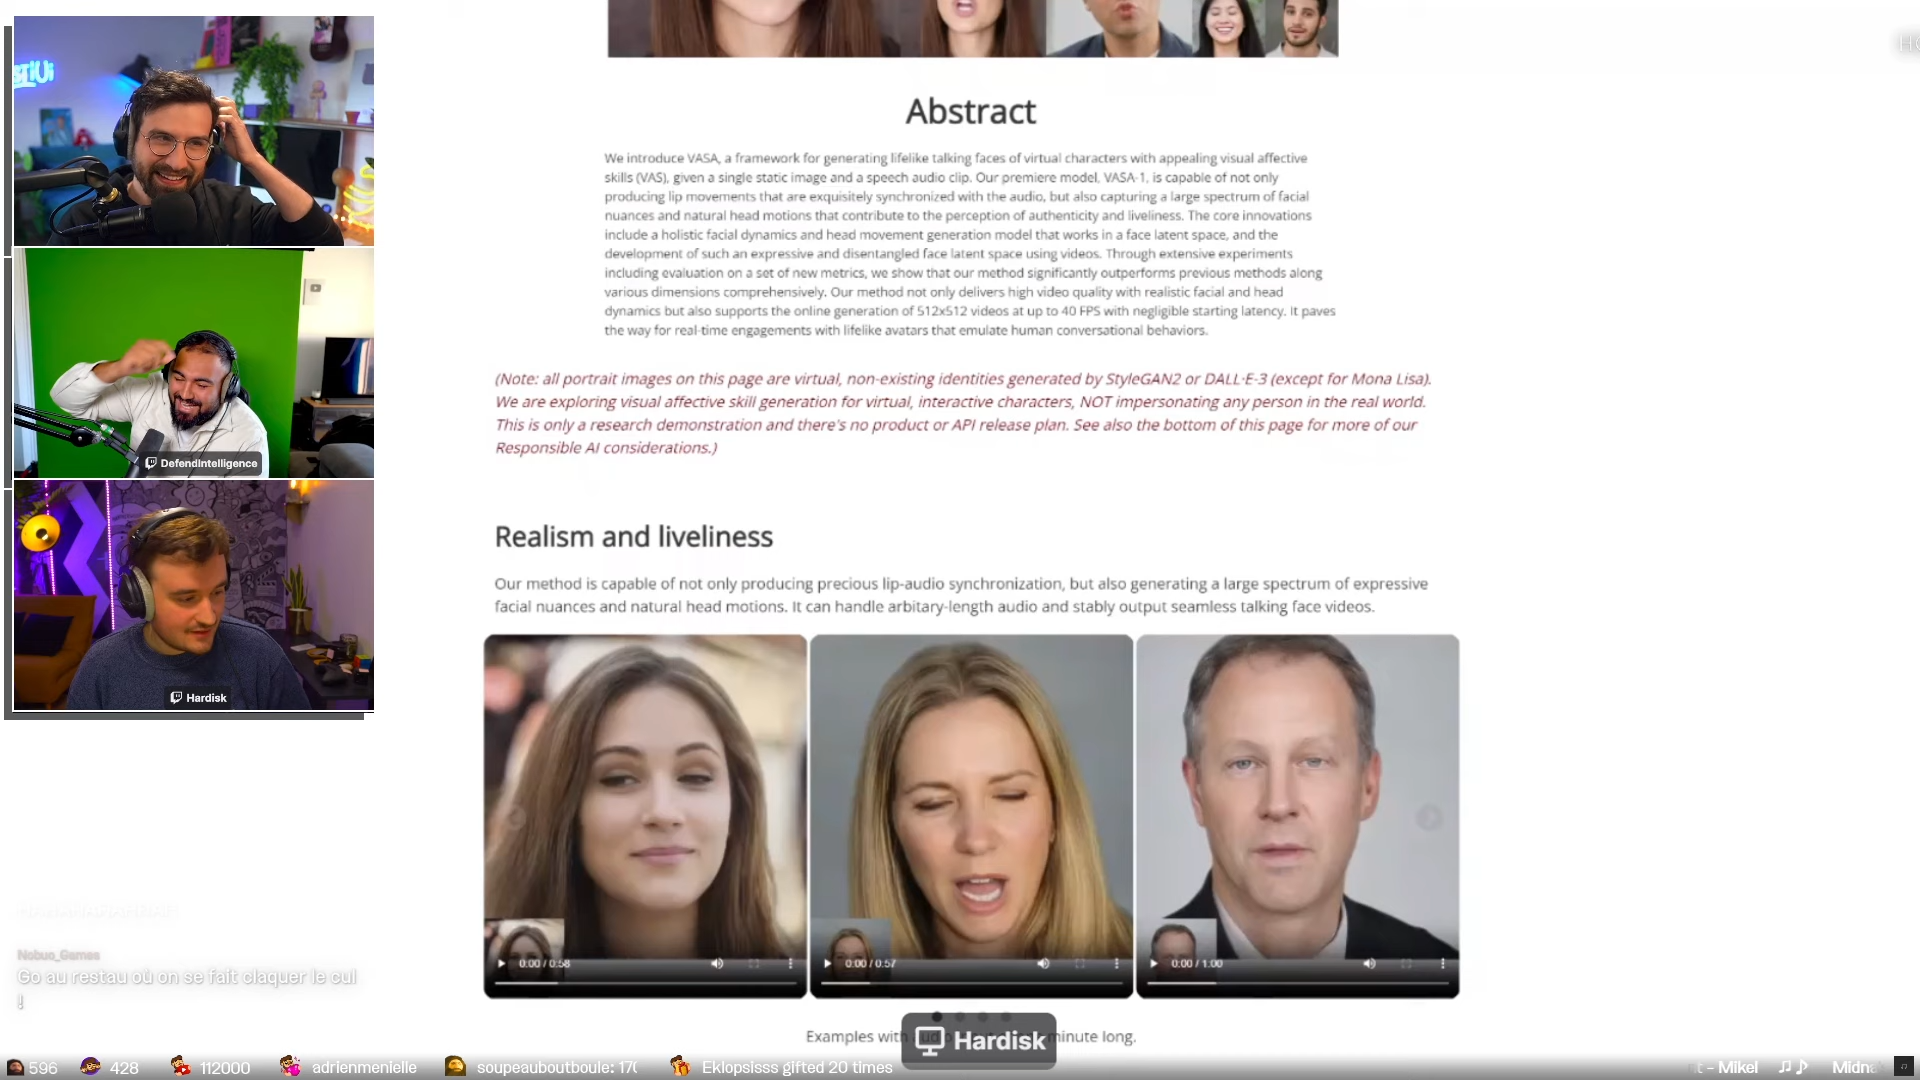 Abstract
We introduce VASA, a framework for generating lifelike talking faces of virtual characters with appealing visual affective
skills (VAS), given a single static image and a speech audio clip. Our premiere model, VASA-1, is capable of not only
producing lip movements that are exquisitely synchronized with the audio, but also capturing a large spectrum of facial
nuances and natural head motions that contribute to the perception of authenticity and liveliness. The core innovations
include a holistic facial dynamics and head movement generation model that works in a face latent space, and the
development of such an expressive and disentangled face latent space using videos. Through extensive experiments
including evaluation on a set of new metrics, we show that our method significantly outperforms previous methods along
various dimensions comprehensively. Our method not only delivers high video quality with realistic facial and head
dynamics but also supports the online generation of 512x512 videos at up to 40 FPS with negligible starting latency. It paves
the way for real-time engagements with lifelike avatars that emulate human conversational behaviors.
(Note: all portrait images on this page are virtual, non-existing identities generated by StyleGAN2 or DALL·E-3 (except for Mona Lisa).
We are exploring visual affective skill generation for virtual, interactive characters, NOT impersonating any person in the real world.
This is only a research demonstration and there's no product or API release plan. See also the bottom of this page for more of our
Responsible AI considerations.)
DefendIntelligence
Hardisk
Realism and liveliness
Our method is capable of not only producing precious lip-audio synchronization, but also generating a large spectrum of expressive
facial nuances and natural head motions. It can handle arbitary-length audio and stably output seamless talking face videos.
0:00 / 0:58
0:00 / 0:57
0:00 / 1:00
Nobuo_Games
Go au restau où on se fait claquer le cul
!
Examples with
minute long.
Hardisk
596
428
112000
adrienmenielle
soupeauboutboule: 170
Eklopsisss gifted 20 times
t - Mikel
Midna